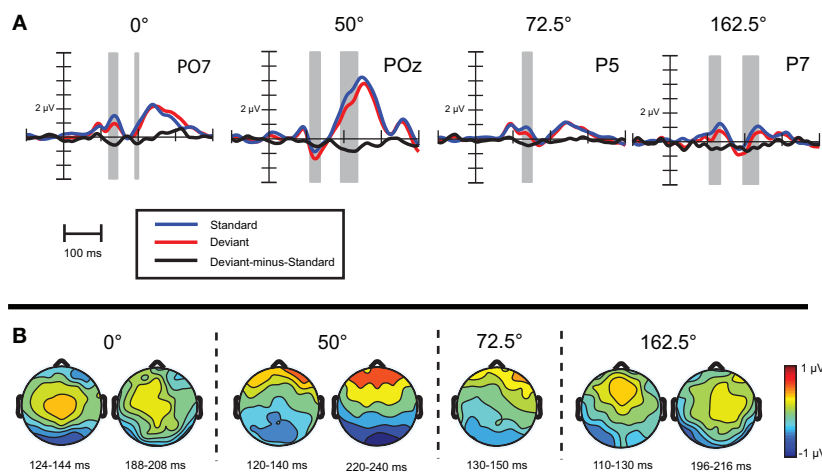 A
0° 50° 72.5° 162.5°
PO7 POz P5 P7
2 µV 2 µV 2 µV 2 µV
100 ms
Standard
Deviant
Deviant-minus-Standard
B
0° 50° 72.5° 162.5°
1 µV
-1 µV
124-144 ms 188-208 ms 120-140 ms 220-240 ms 130-150 ms 110-130 ms 196-216 ms